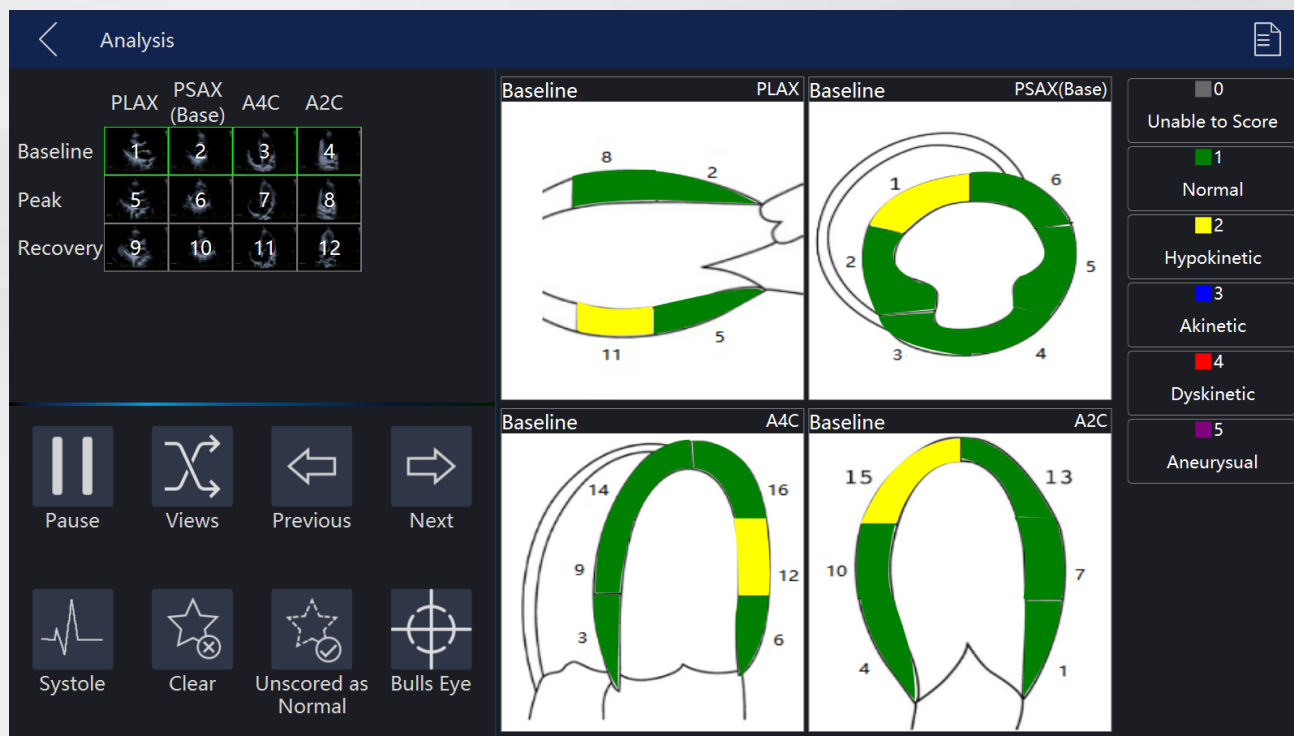 Analysis
PLAX PSAX (Base) A4C A2C
Baseline 1 2 3 4
Peak 5 6 7 8
Recovery 9 10 11 12
Pause Views Previous Next
Systole Clear Unscored as Normal Bulls Eye
Baseline PLAX
8
2
5
11
Baseline PSAX(Base)
1
6
2
5
3
4
Baseline A4C
14
16
9
12
3
6
Baseline A2C
15
13
10
7
4
1
0
Unable to Score
1
Normal
2
Hypokinetic
3
Akinetic
4
Dyskinetic
5
Aneurysual